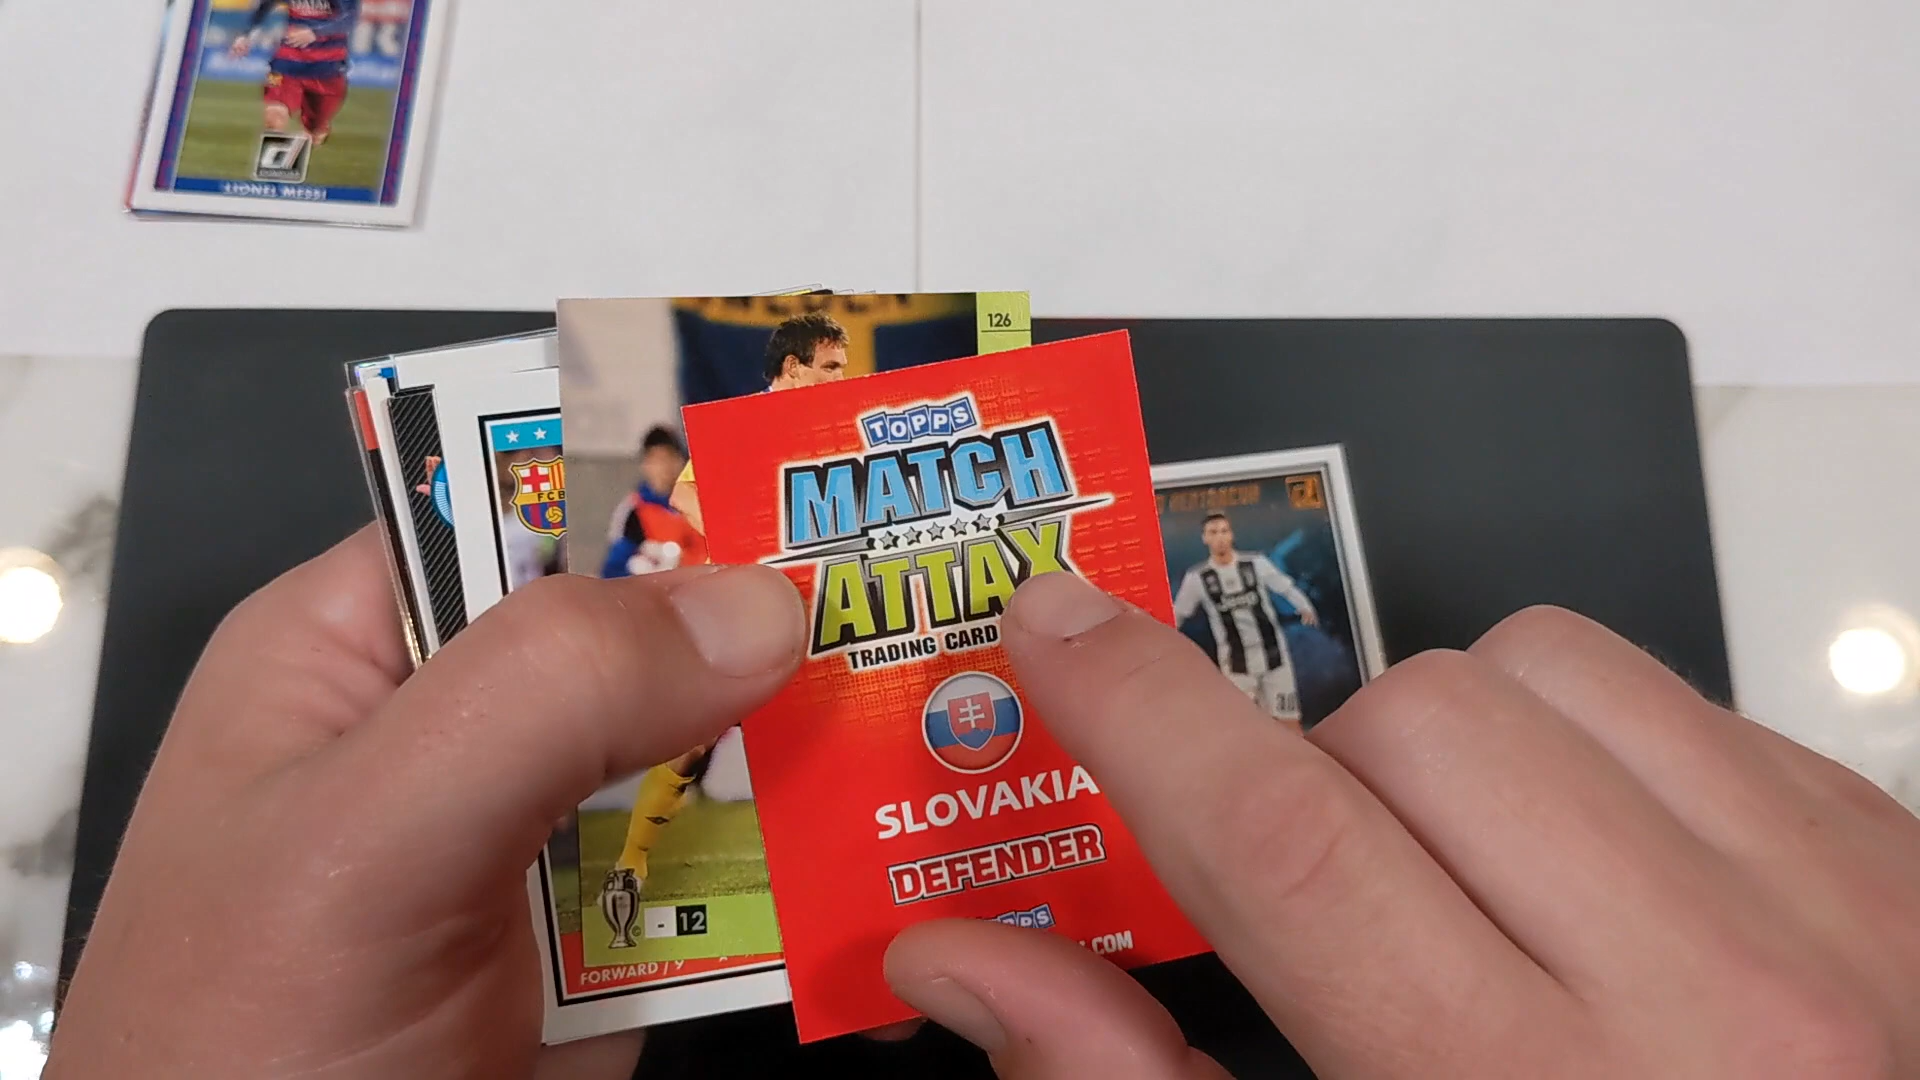 LIONEL MESSI
126
TOPPS
MATCH
ATTAX
TRADING CARD
SLOVAKIA
DEFENDER
.COM
FCB
- 12
FORWARD / 9